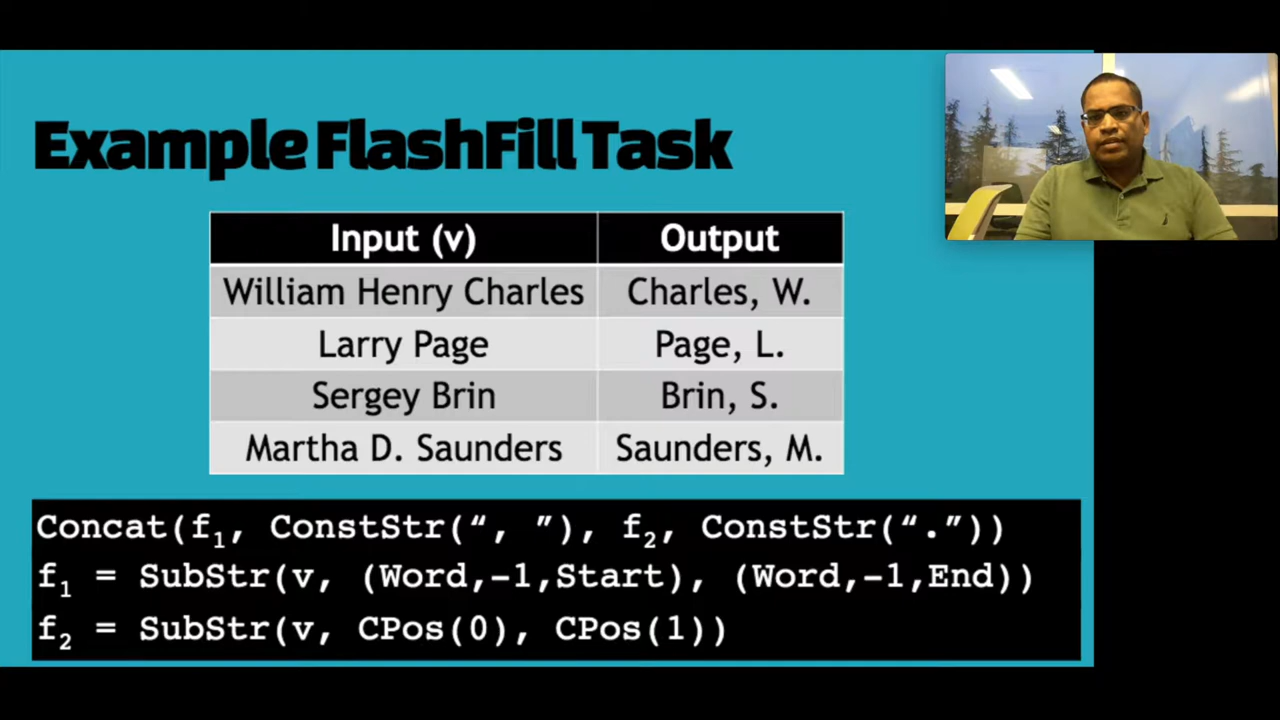 Example FlashFill Task
Input (v) Output
William Henry Charles Charles, W.
Larry Page Page, L.
Sergey Brin Brin, S.
Martha D. Saunders Saunders, M.
Concat(f₁, ConstStr(“, ”), f₂, ConstStr(“.”))
f₁ = SubStr(v, (Word,-1,Start), (Word,-1,End))
f₂ = SubStr(v, CPos(0), CPos(1))